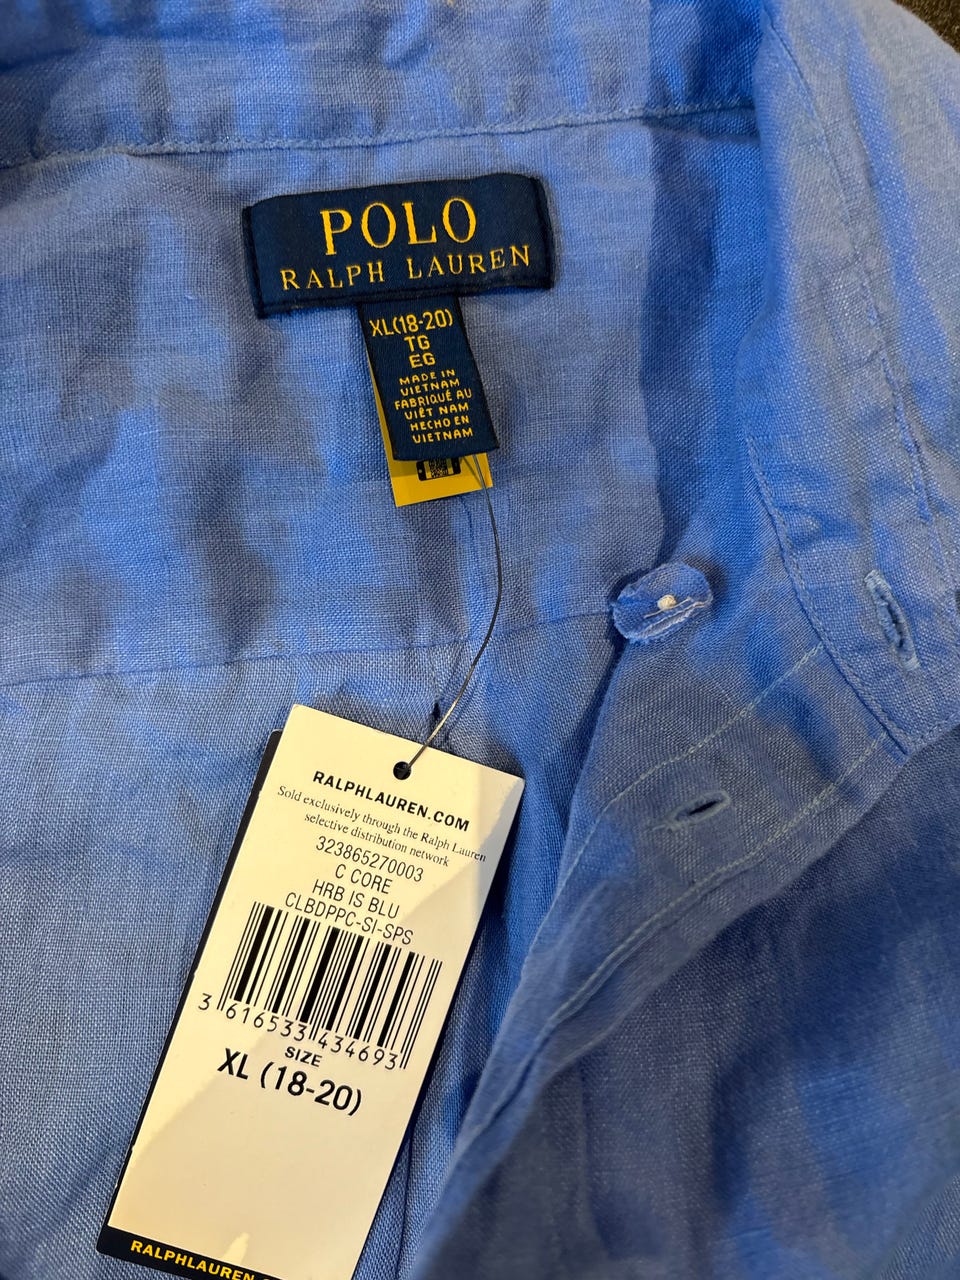 POLO
RALPH LAUREN
XL(18-20)
TG
EG
MADE IN
VIETNAM
FABRIQUÉ AU
VIÊT NAM
HECHO EN
VIETNAM
RALPHLAUREN.COM
Sold exclusively through the Ralph Lauren
selective distribution network
323865270003
C CORE
HRB IS BLU
CLBDPPC-SI-SPS
3 616533 434693
SIZE
XL (18-20)
RALPHLAUREN